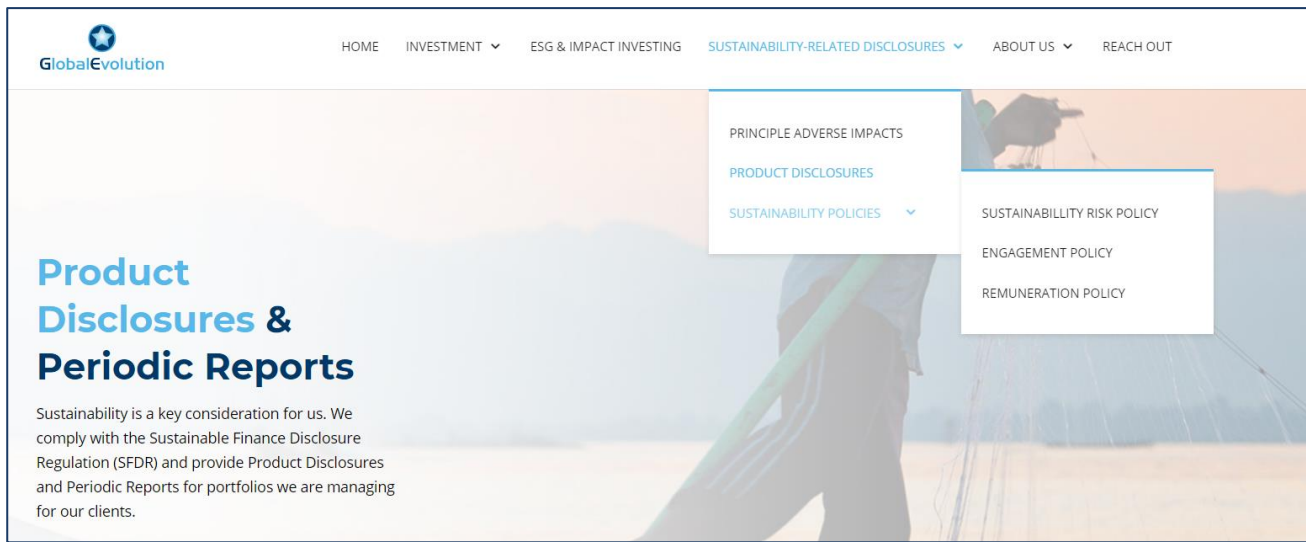 GlobalEvolution
HOME INVESTMENT ESG & IMPACT INVESTING SUSTAINABILITY-RELATED DISCLOSURES ABOUT US REACH OUT
PRINCIPLE ADVERSE IMPACTS
PRODUCT DISCLOSURES
SUSTAINABILITY POLICIES
SUSTAINABILLITY RISK POLICY
ENGAGEMENT POLICY
REMUNERATION POLICY
Product
Disclosures &
Periodic Reports
Sustainability is a key consideration for us. We
comply with the Sustainable Finance Disclosure
Regulation (SFDR) and provide Product Disclosures
and Periodic Reports for portfolios we are managing
for our clients.